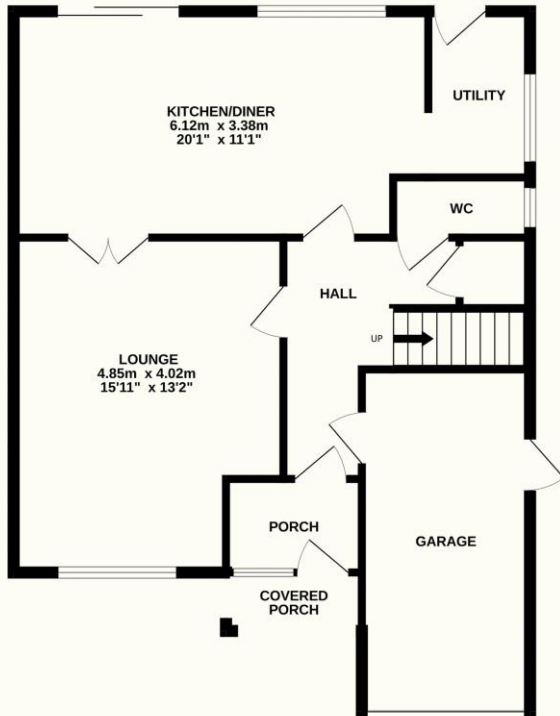 KITCHEN/DINER
6.12m x 3.38m
20'1" x 11'1"
UTILITY
WC
HALL
UP
LOUNGE
4.85m x 4.02m
15'11" x 13'2"
PORCH
GARAGE
COVERED
PORCH